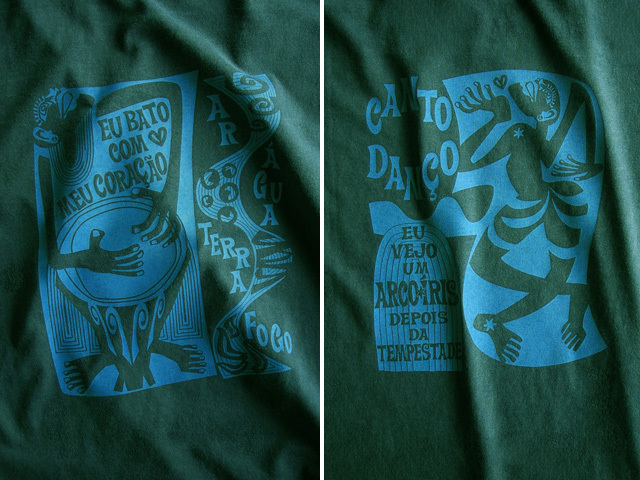 EU BATO
COM
MEU CORAÇÃO
AR
ÁGUA
TERRA
FOGO
CANTO
DANÇO
EU
VEJO
UM
ARCO-ÍRIS
DEPOIS
DA
TEMPESTADE